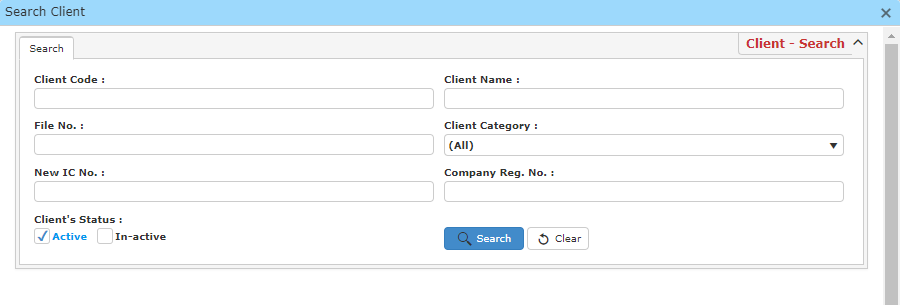 Search Client
Search
Client - Search
Client Code :
Client Name :
File No. :
Client Category :
(All)
New IC No. :
Company Reg. No. :
Client's Status :
Active
In-active
Search
Clear